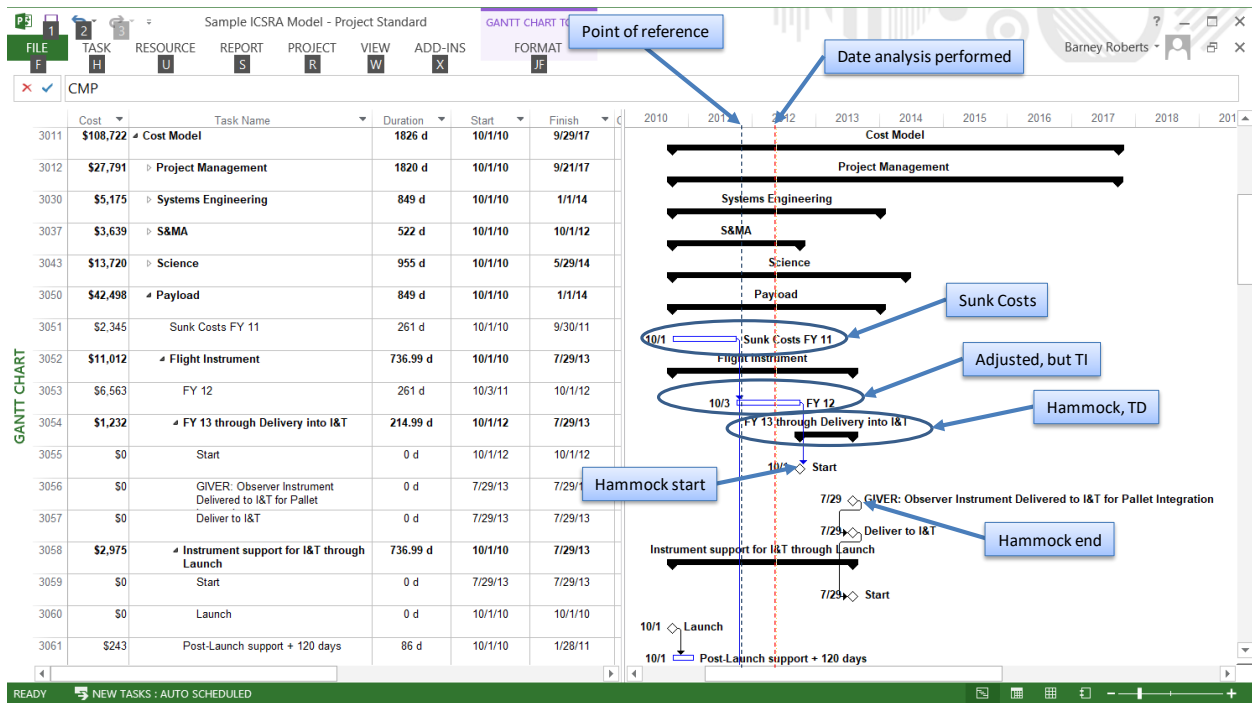 Sample ICSRA Model - Project Standard
GANTT CHART TO
?
1
2
3
FILE TASK RESOURCE REPORT PROJECT VIEW ADD-INS FORMAT
Barney Roberts
F H U S R W X JF
Point of reference
Date analysis performed
CMP
Cost Task Name Duration Start Finish
2010 2011 2012 2013 2014 2015 2016 2017 2018 201
3011 $108,722 Cost Model 1826 d 10/1/10 9/29/17
Cost Model
3012 $27,791 Project Management 1820 d 10/1/10 9/21/17
Project Management
3030 $5,175 Systems Engineering 849 d 10/1/10 1/1/14
Systems Engineering
3037 $3,639 S&MA 522 d 10/1/10 10/1/12
S&MA
3043 $13,720 Science 955 d 10/1/10 5/29/14
Science
3050 $42,498 Payload 849 d 10/1/10 1/1/14
Payload
Sunk Costs
3051 $2,345 Sunk Costs FY 11 261 d 10/1/10 9/30/11
10/1 Sunk Costs FY 11
3052 $11,012 Flight Instrument 736.99 d 10/1/10 7/29/13
Flight Instrument
Adjusted, but TI
3053 $6,563 FY 12 261 d 10/3/11 10/1/12
10/3 FY 12
Hammock, TD
3054 $1,232 FY 13 through Delivery into I&T 214.99 d 10/1/12 7/29/13
FY 13 through Delivery into I&T
3055 $0 Start 0 d 10/1/12 10/1/12
10/1 Start
Hammock start
3056 $0 GIVER: Observer Instrument 0 d 7/29/13 7/29/1
Delivered to I&T for Pallet
7/29 GIVER: Observer Instrument Delivered to I&T for Pallet Integration
3057 $0 Deliver to I&T 0 d 7/29/13 7/29/13
7/29 Deliver to I&T
Hammock end
3058 $2,975 Instrument support for I&T through 736.99 d 10/1/10 7/29/13
Launch
Instrument support for I&T through Launch
3059 $0 Start 0 d 7/29/13 7/29/13
7/29 Start
3060 $0 Launch 0 d 10/1/10 10/1/10
10/1 Launch
3061 $243 Post-Launch support + 120 days 86 d 10/1/10 1/28/11
10/1 Post-Launch support + 120 days
GANTT CHART
READY NEW TASKS : AUTO SCHEDULED